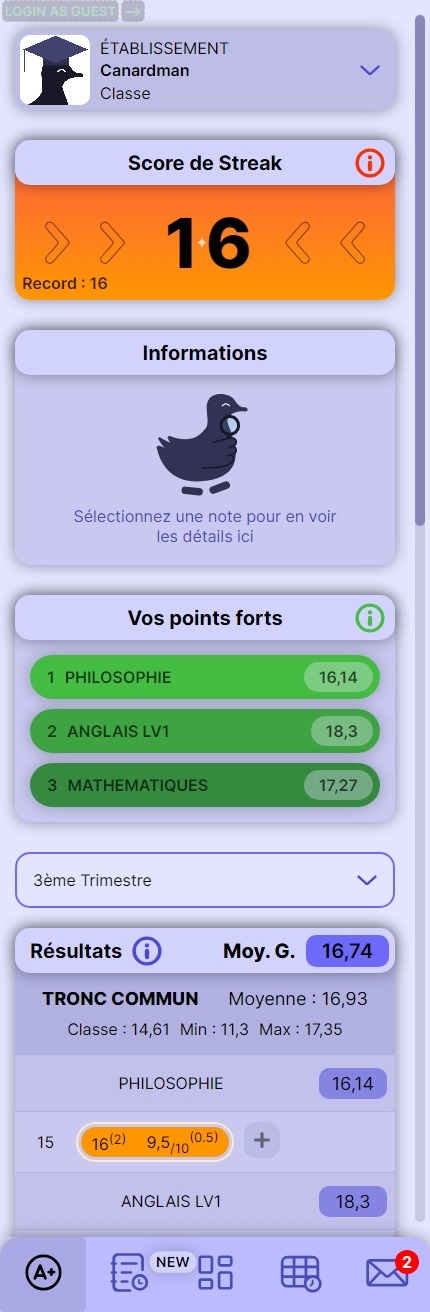 LOGIN AS GUEST →
ÉTABLISSEMENT
Canardman
Classe
Score de Streak
16
Record : 16
Informations
Sélectionnez une note pour en voir
les détails ici
Vos points forts
1 PHILOSOPHIE 16,14
2 ANGLAIS LV1 18,3
3 MATHEMATIQUES 17,27
3ème Trimestre
Résultats Moy. G. 16,74
TRONC COMMUN Moyenne : 16,93
Classe : 14,61 Min : 11,3 Max : 17,35
PHILOSOPHIE 16,14
15 16(2) 9,5/10(0.5) +
ANGLAIS LV1 18,3
A+ NEW 2